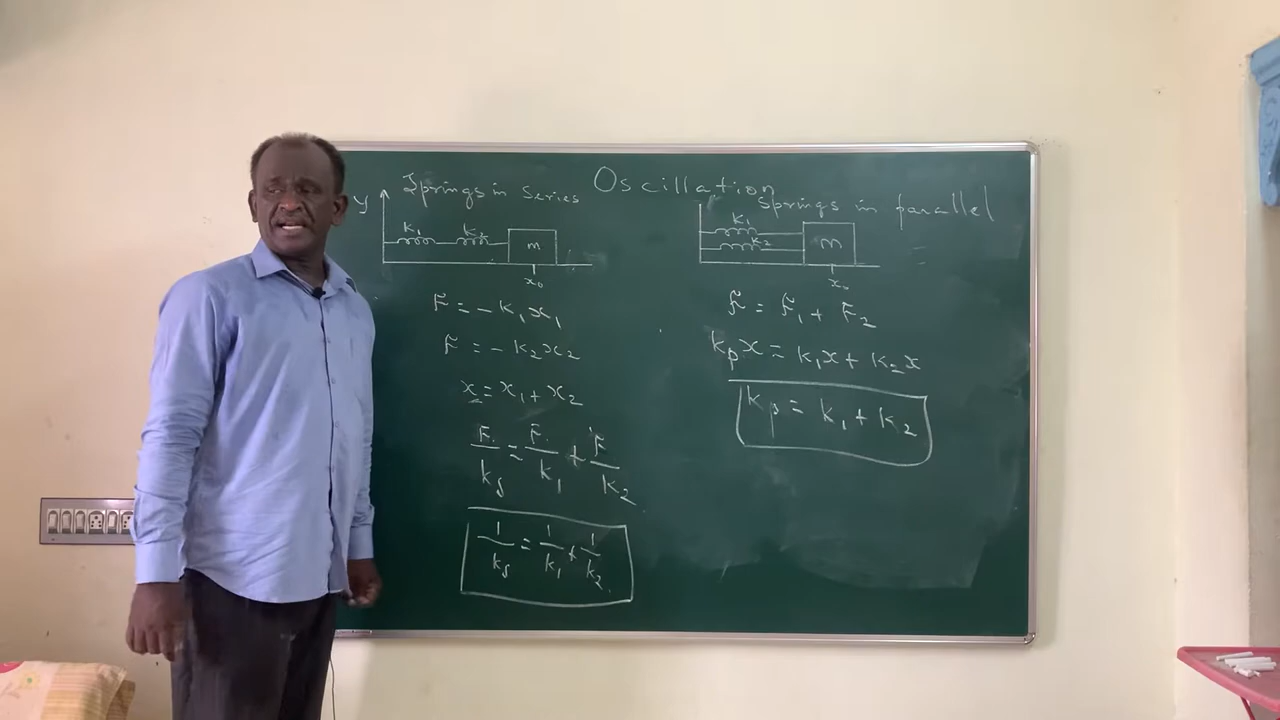 Oscillation
Springs in Series
y
k₁ k₂
m
x₀
F = - k₁x₁
F = - k₂x₂
x = x₁ + x₂
F/kₛ = F/k₁ + F/k₂
1/kₛ = 1/k₁ + 1/k₂
Springs in parallel
k₁
k₂
m
x₀
F = F₁ + F₂
kₚx = k₁x + k₂x
kₚ = k₁ + k₂